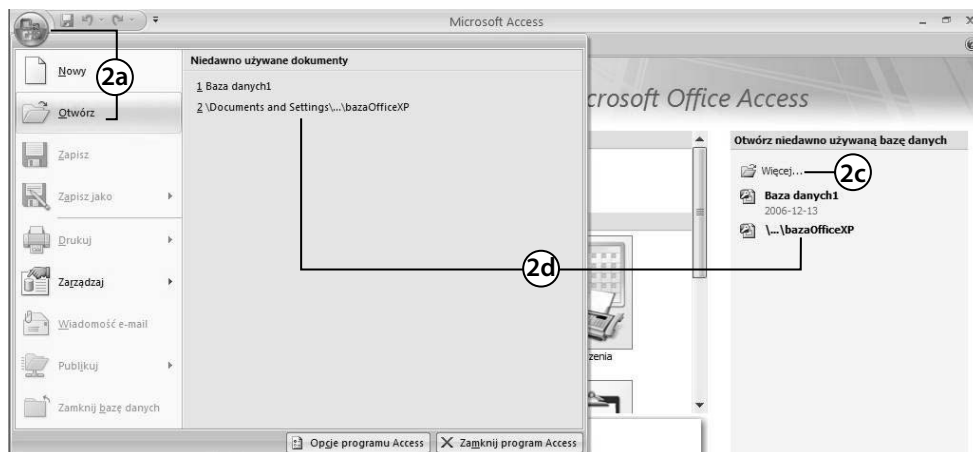 Microsoft Access
Nowy
2a
Otwórz
Zapisz
Zapisz jako
Drukuj
Zarządzaj
Wiadomość e-mail
Publikuj
Zamknij bazę danych
Niedawno używane dokumenty
1 Baza danych1
2 \Documents and Settings\...\bazaOfficeXP
2d
Opcje programu Access
Zamknij program Access
crosoft Office Access
zenia
Otwórz niedawno używaną bazę danych
Więcej...
2c
Baza danych1
2006-12-13
\...\bazaOfficeXP